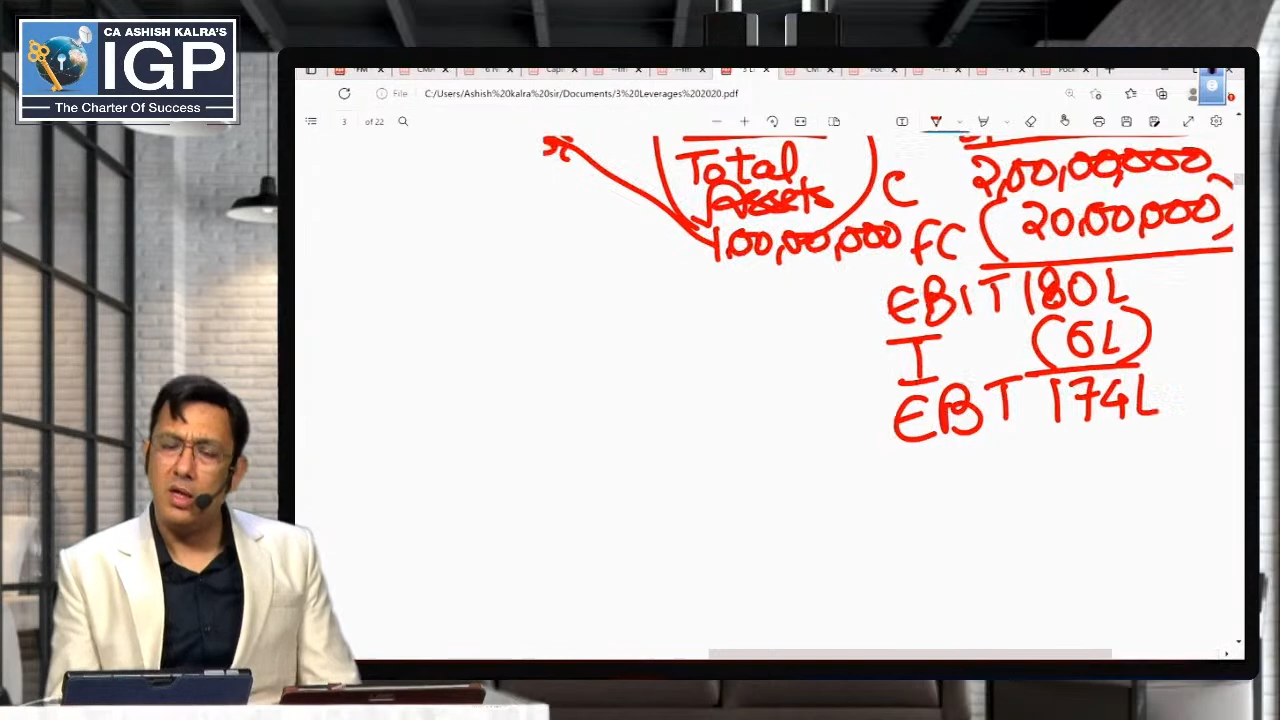 CA ASHISH KALRA'S
IGP
The Charter Of Success
File C:/Users/Ashish%20kalra%20sir/Documents/3%20Leverages%202020.pdf
3 of 22
Total
Assets
1,00,00,000
C 2,00,00,000
FC (20,00,000)
EBIT 180L
I (6L)
EBT 174L